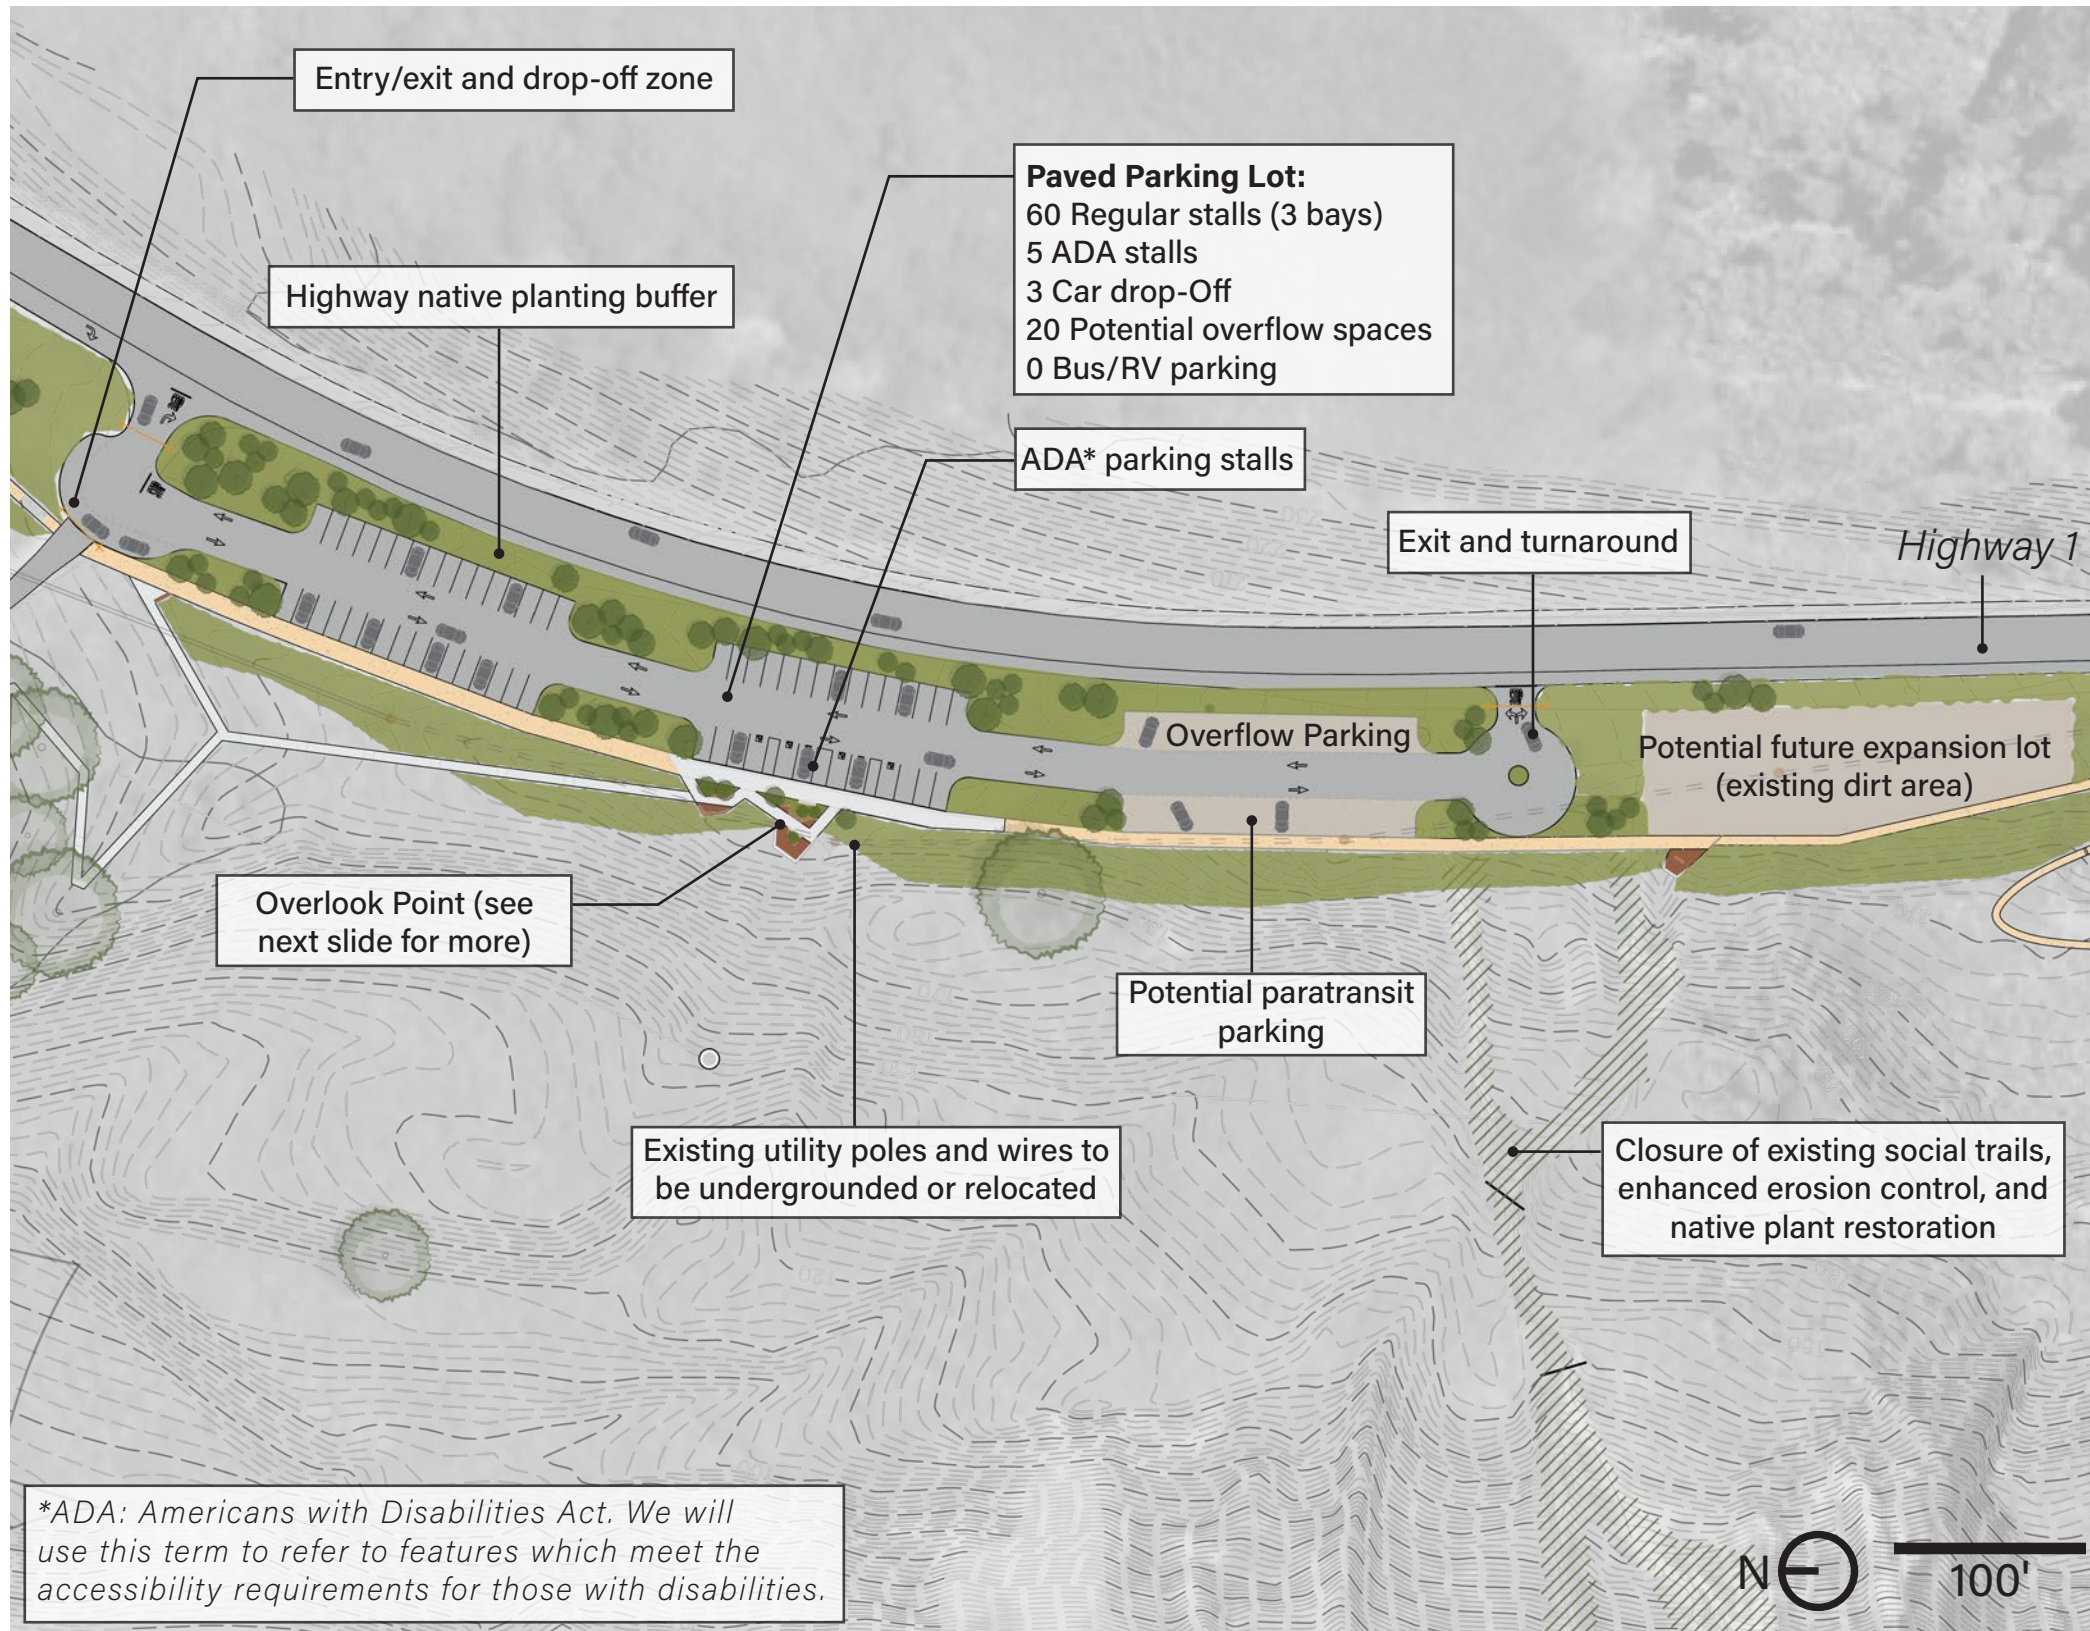 Entry/exit and drop-off zone
Paved Parking Lot:
60 Regular stalls (3 bays)
5 ADA stalls
3 Car drop-Off
20 Potential overflow spaces
0 Bus/RV parking
Highway native planting buffer
ADA* parking stalls
Exit and turnaround
Highway 1
Overflow Parking
Potential future expansion lot
(existing dirt area)
Overlook Point (see
next slide for more)
Potential paratransit
parking
Existing utility poles and wires to
be undergrounded or relocated
Closure of existing social trails,
enhanced erosion control, and
native plant restoration
*ADA: Americans with Disabilities Act. We will
use this term to refer to features which meet the
accessibility requirements for those with disabilities.
N
100'
230
210
170
120